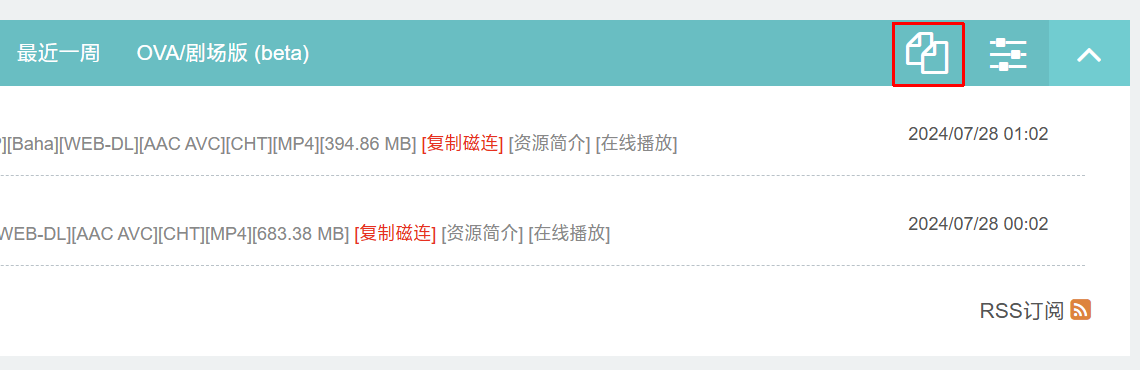 最近一周 OVA/剧场版 (beta)
][Baha][WEB-DL][AAC AVC][CHT][MP4][394.86 MB] [复制磁连] [资源简介] [在线播放] 2024/07/28 01:02
WEB-DL][AAC AVC][CHT][MP4][683.38 MB] [复制磁连] [资源简介] [在线播放] 2024/07/28 00:02
RSS订阅